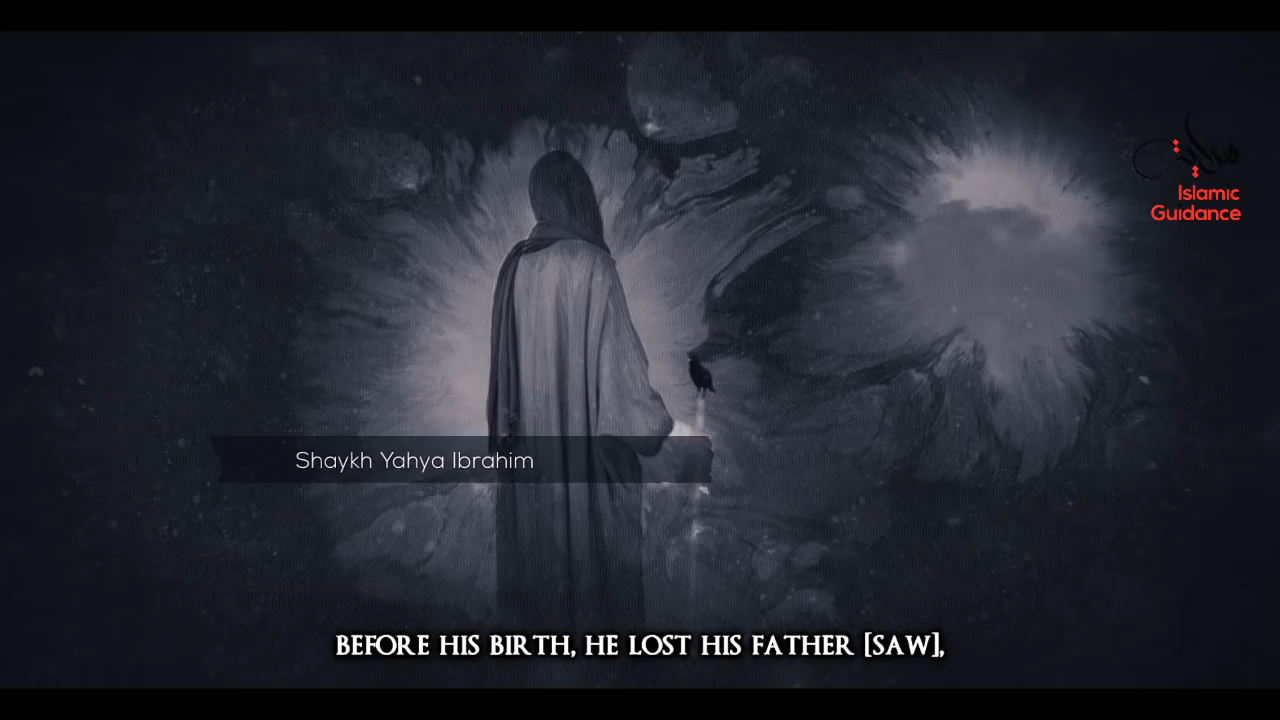 Islamic
Guidance
Shaykh Yahya Ibrahim
BEFORE HIS BIRTH, HE LOST HIS FATHER [SAW],